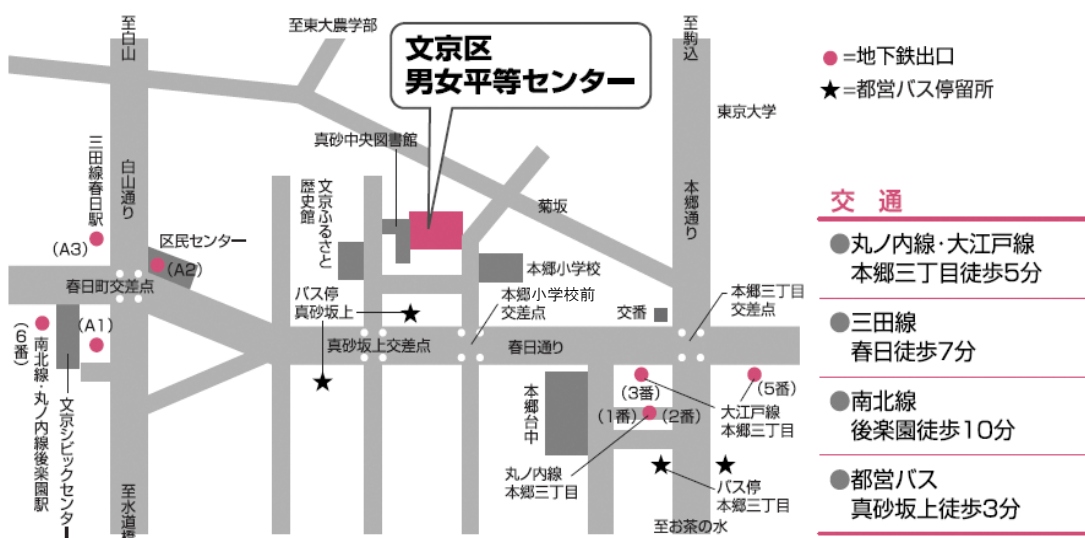 至白山
至東大農学部
文京区
男女平等センター
至駒込
●=地下鉄出口
★=都営バス停留所
東京大学
真砂中央図書館
三田線春日駅
白山通り
文京ふるさと
歴史館
菊坂
本郷通り
(A3)
区民センター
(A2)
本郷小学校
春日町交差点
バス停
真砂坂上
本郷小学校前
交差点
交番
本郷三丁目
交差点
(A1)
(6番)
南北線・丸ノ内線後楽園駅
文京シビックセンター
真砂坂上交差点
春日通り
本郷台中
(3番)
(5番)
大江戸線
本郷三丁目
(1番)
(2番)
丸ノ内線
本郷三丁目
バス停
本郷三丁目
至水道橋
至お茶の水
交通
●丸ノ内線・大江戸線
本郷三丁目徒歩5分
●三田線
春日徒歩7分
●南北線
後楽園徒歩10分
●都営バス
真砂坂上徒歩3分